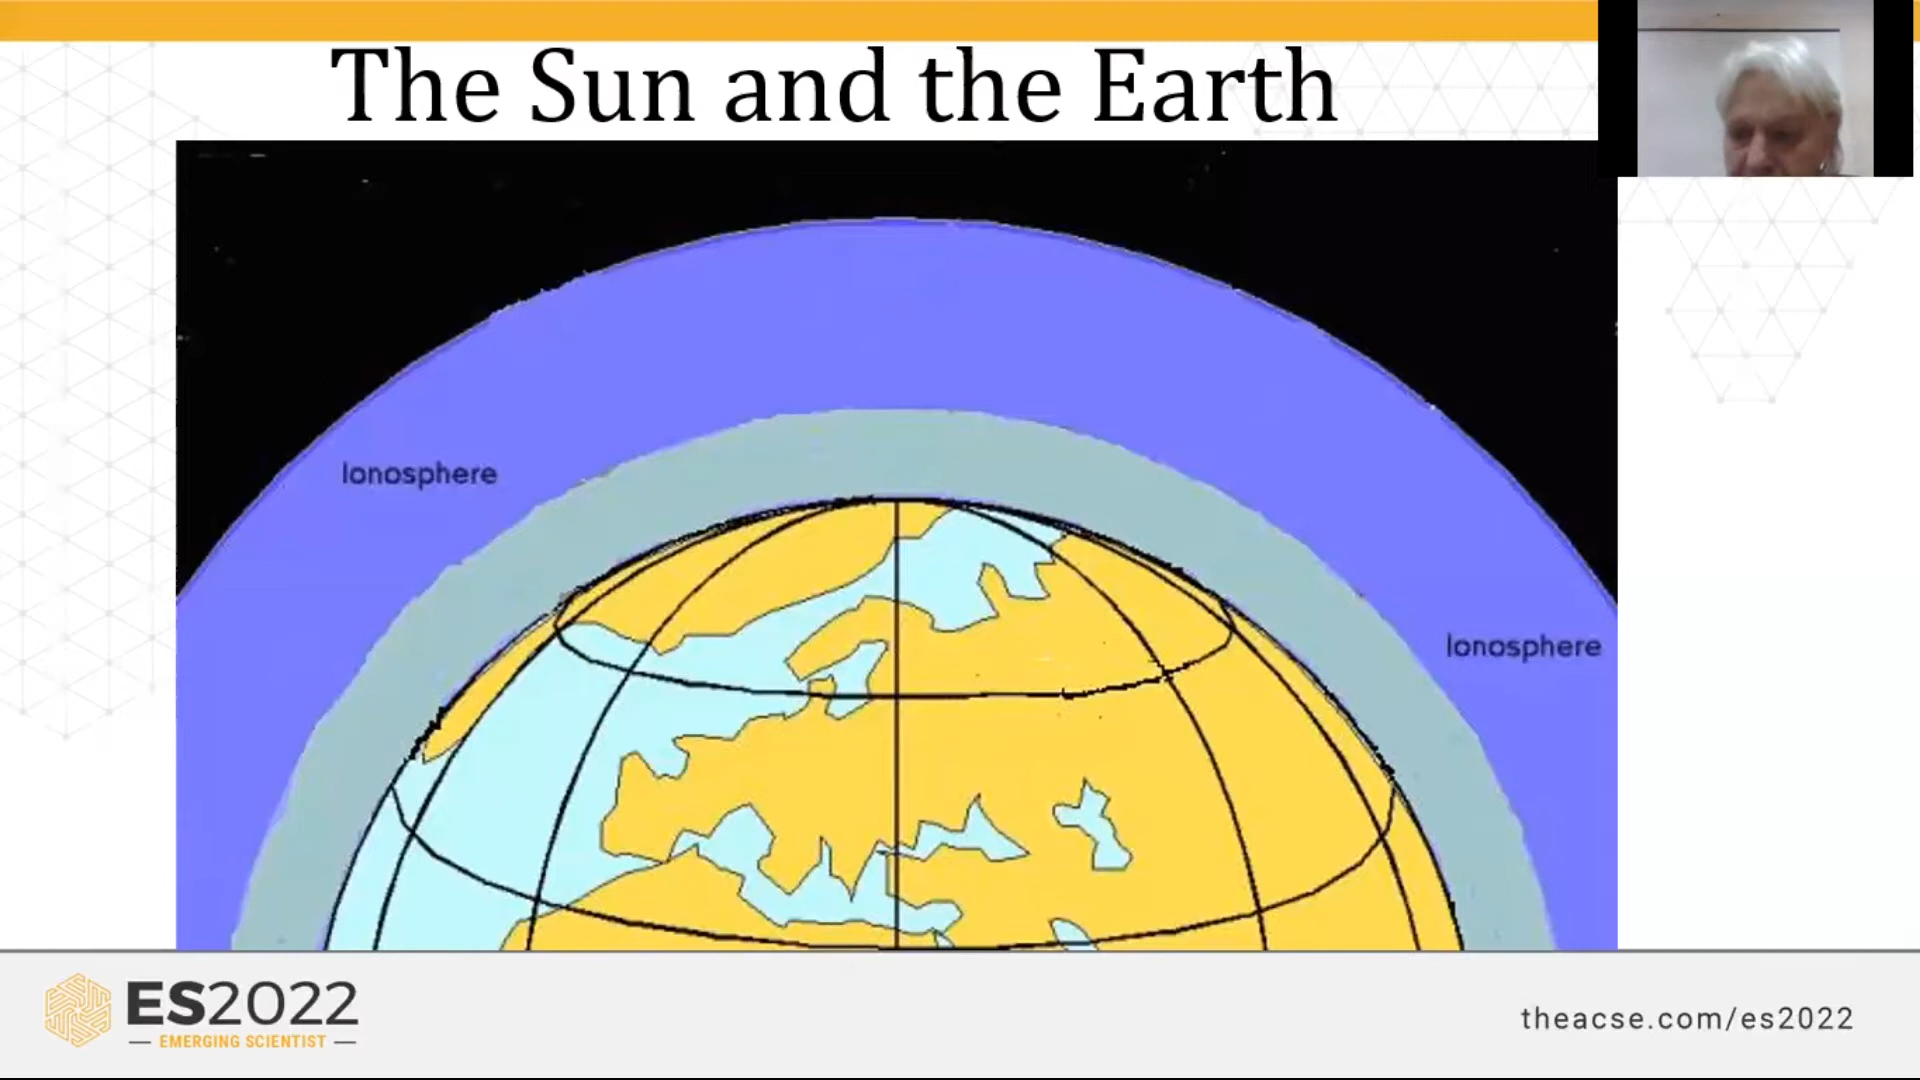 The Sun and the Earth
Ionosphere
Ionosphere
ES2022
EMERGING SCIENTIST
theacse.com/es2022